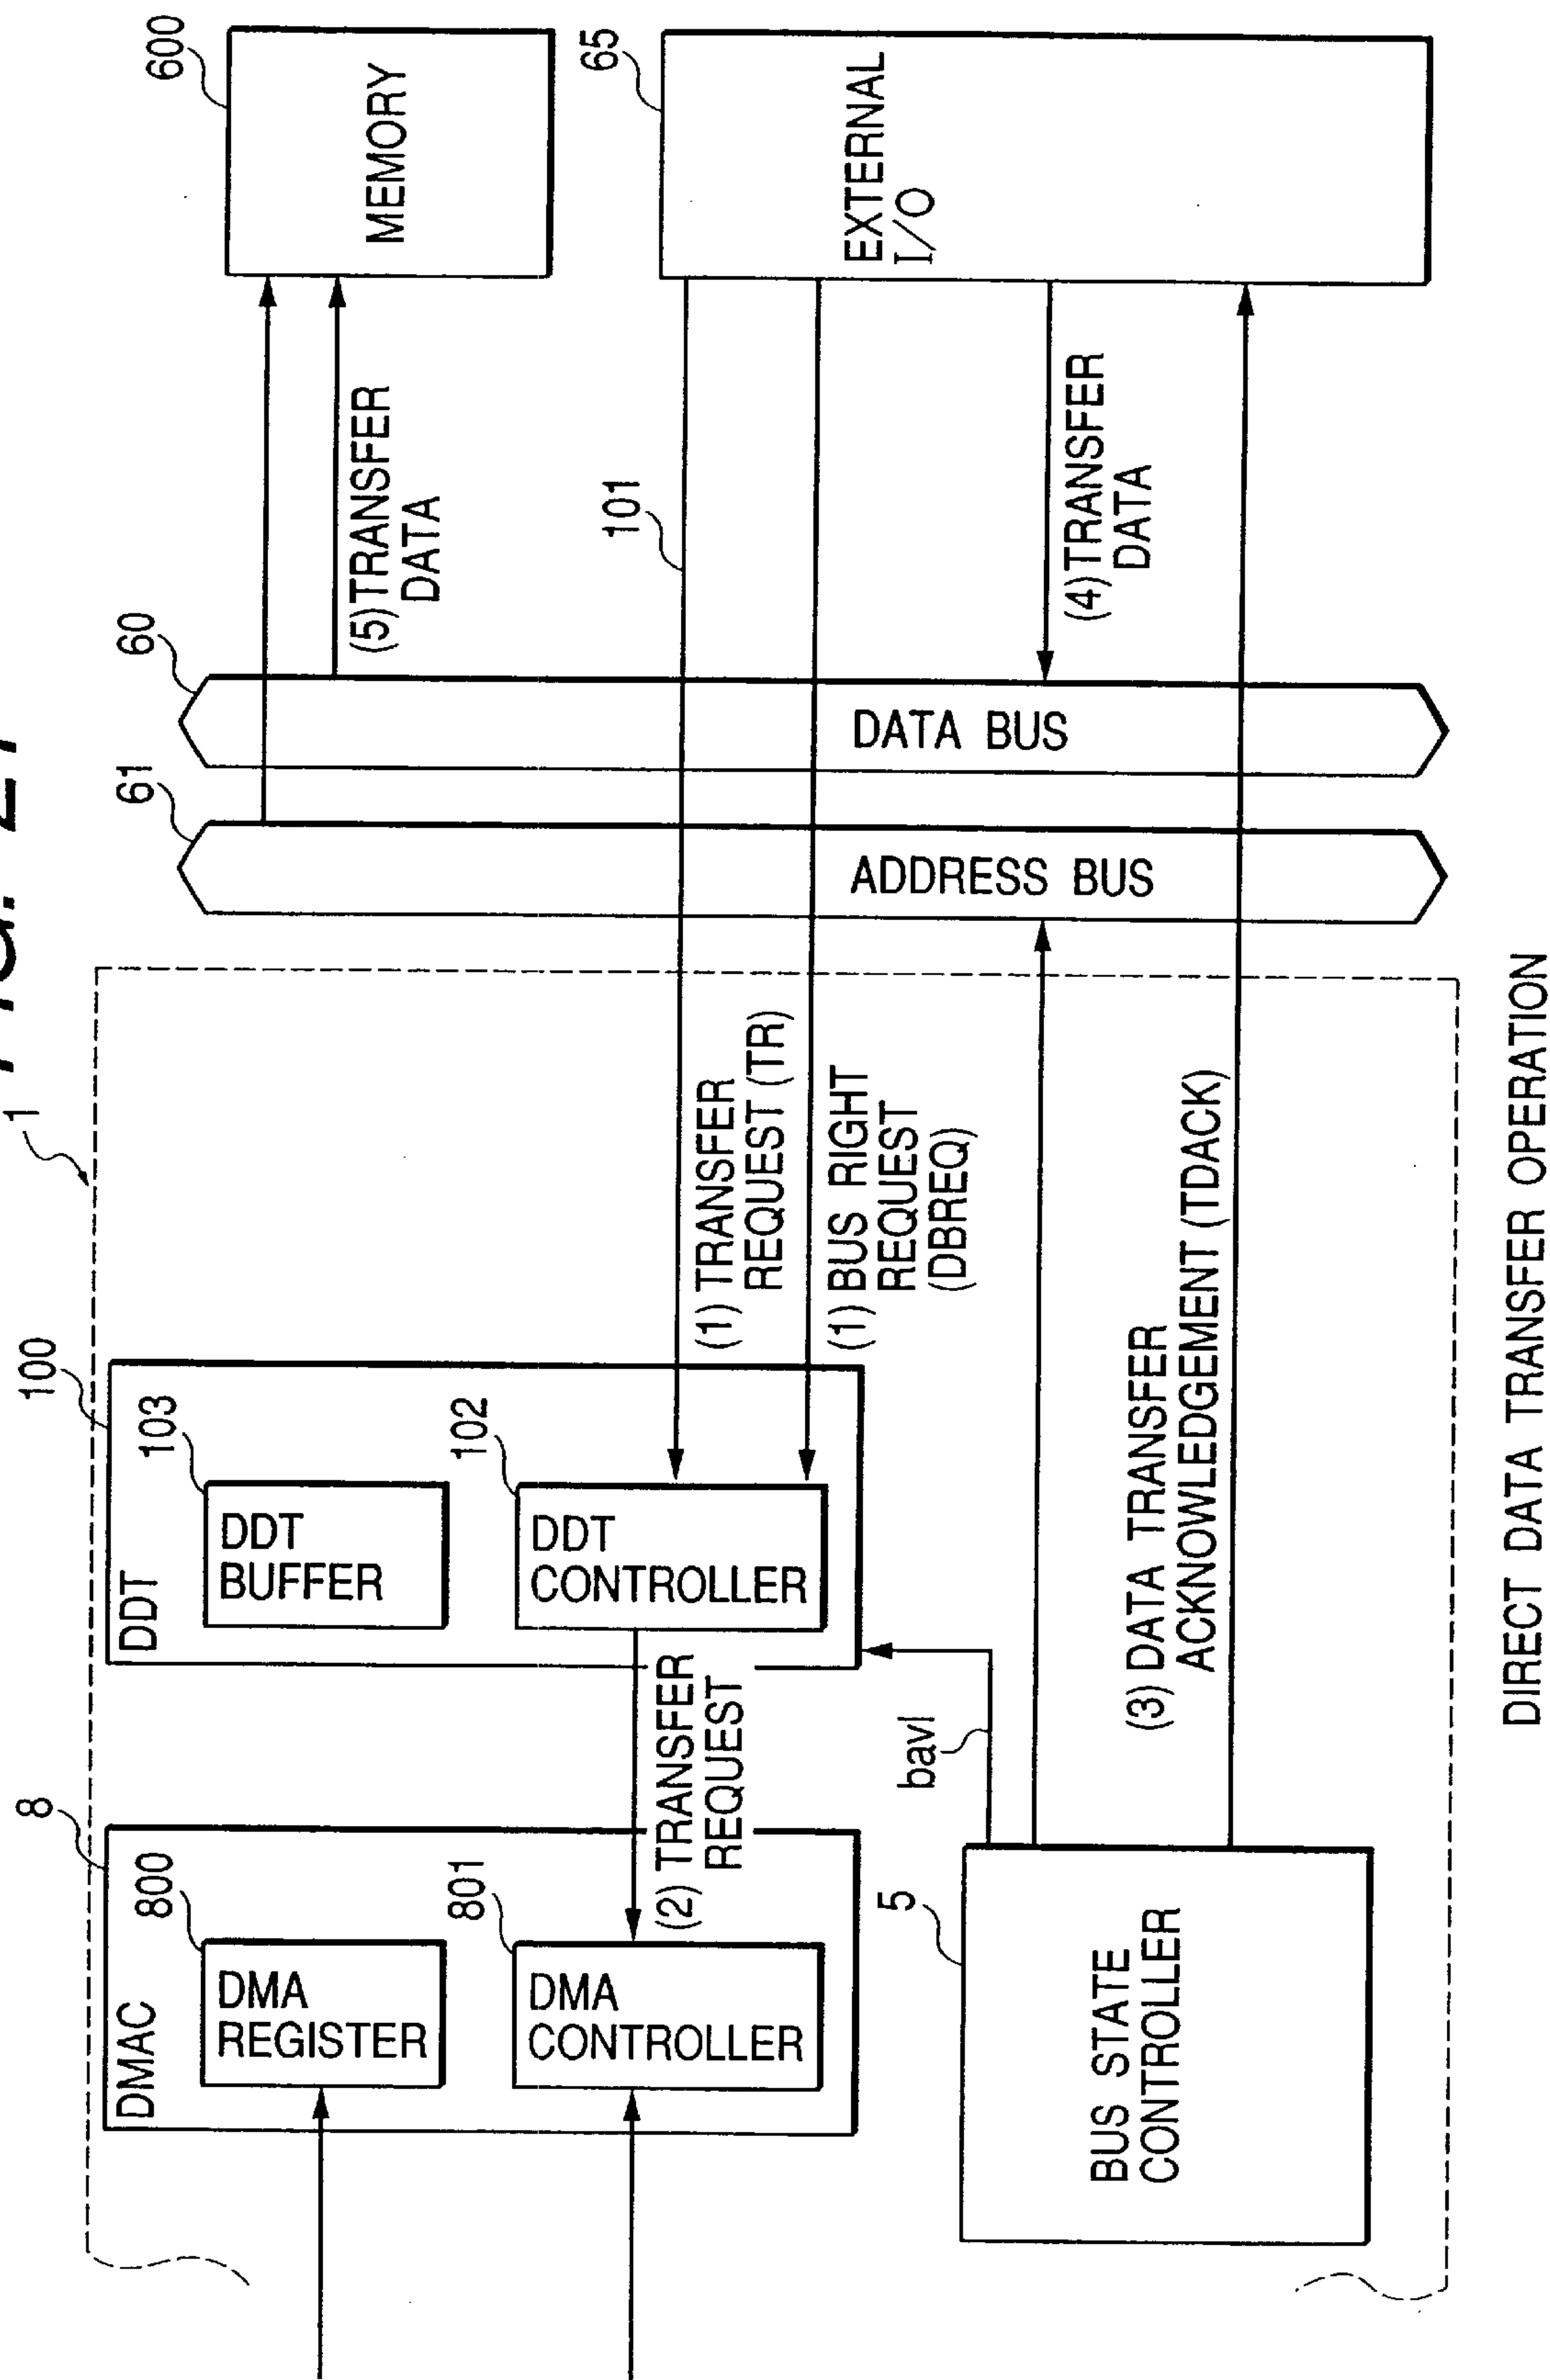 FIG.
1
8
DMAC
800
DMA
REGISTER
801
DMA
CONTROLLER
(2) TRANSFER
REQUEST
100
DDT
103
DDT
BUFFER
102
DDT
CONTROLLER
(1) TRANSFER
REQUEST (TR)
(1) BUS RIGHT
REQUEST
(DBREQ)
bavl
5
BUS STATE
CONTROLLER
(3) DATA TRANSFER
ACKNOWLEDGEMENT (TDACK)
61
ADDRESS BUS
60
DATA BUS
(5) TRANSFER
DATA
101
(4) TRANSFER
DATA
600
MEMORY
65
EXTERNAL
I/O
DIRECT DATA TRANSFER OPERATION